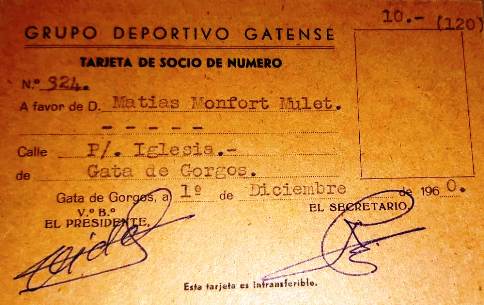 10.- (120)
GRUPO DEPORTIVO GATENSE
TARJETA DE SOCIO DE NUMERO
N.º 924.
A favor de D. Matias Monfort Mulet.
- - - - -
Calle P/. Iglesia.-
de Gata de Gorgos.
Gata de Gorgos, a 1º de Diciembre de 1960.
V.º B.º
EL PRESIDENTE, EL SECRETARIO,
Esta tarjeta es intransferible.